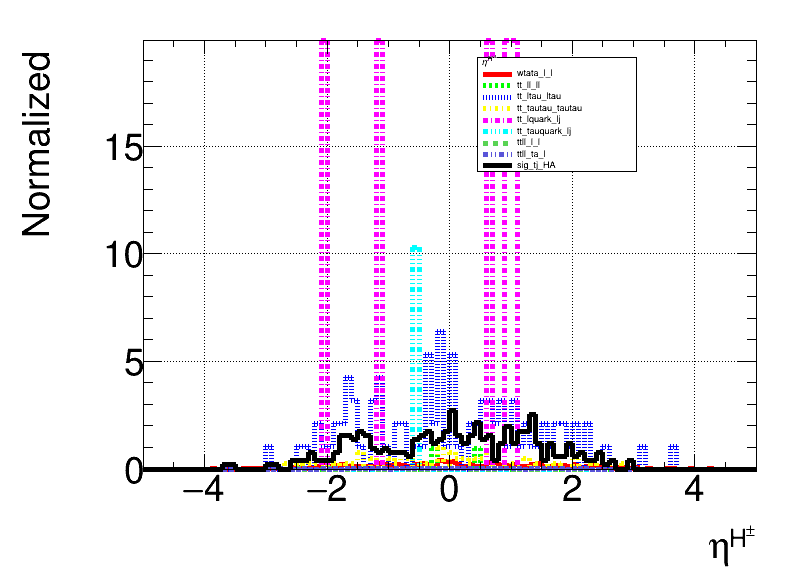 Normalized
15
10
5
0
−4
−2
0
2
4
η^{H^±}
η^{H^±}
wtata_l_l
tt_ll_ll
tt_ltau_ltau
tt_tautau_tautau
tt_lquark_lj
tt_tauquark_lj
ttll_l_l
ttll_ta_l
sig_tj_HA